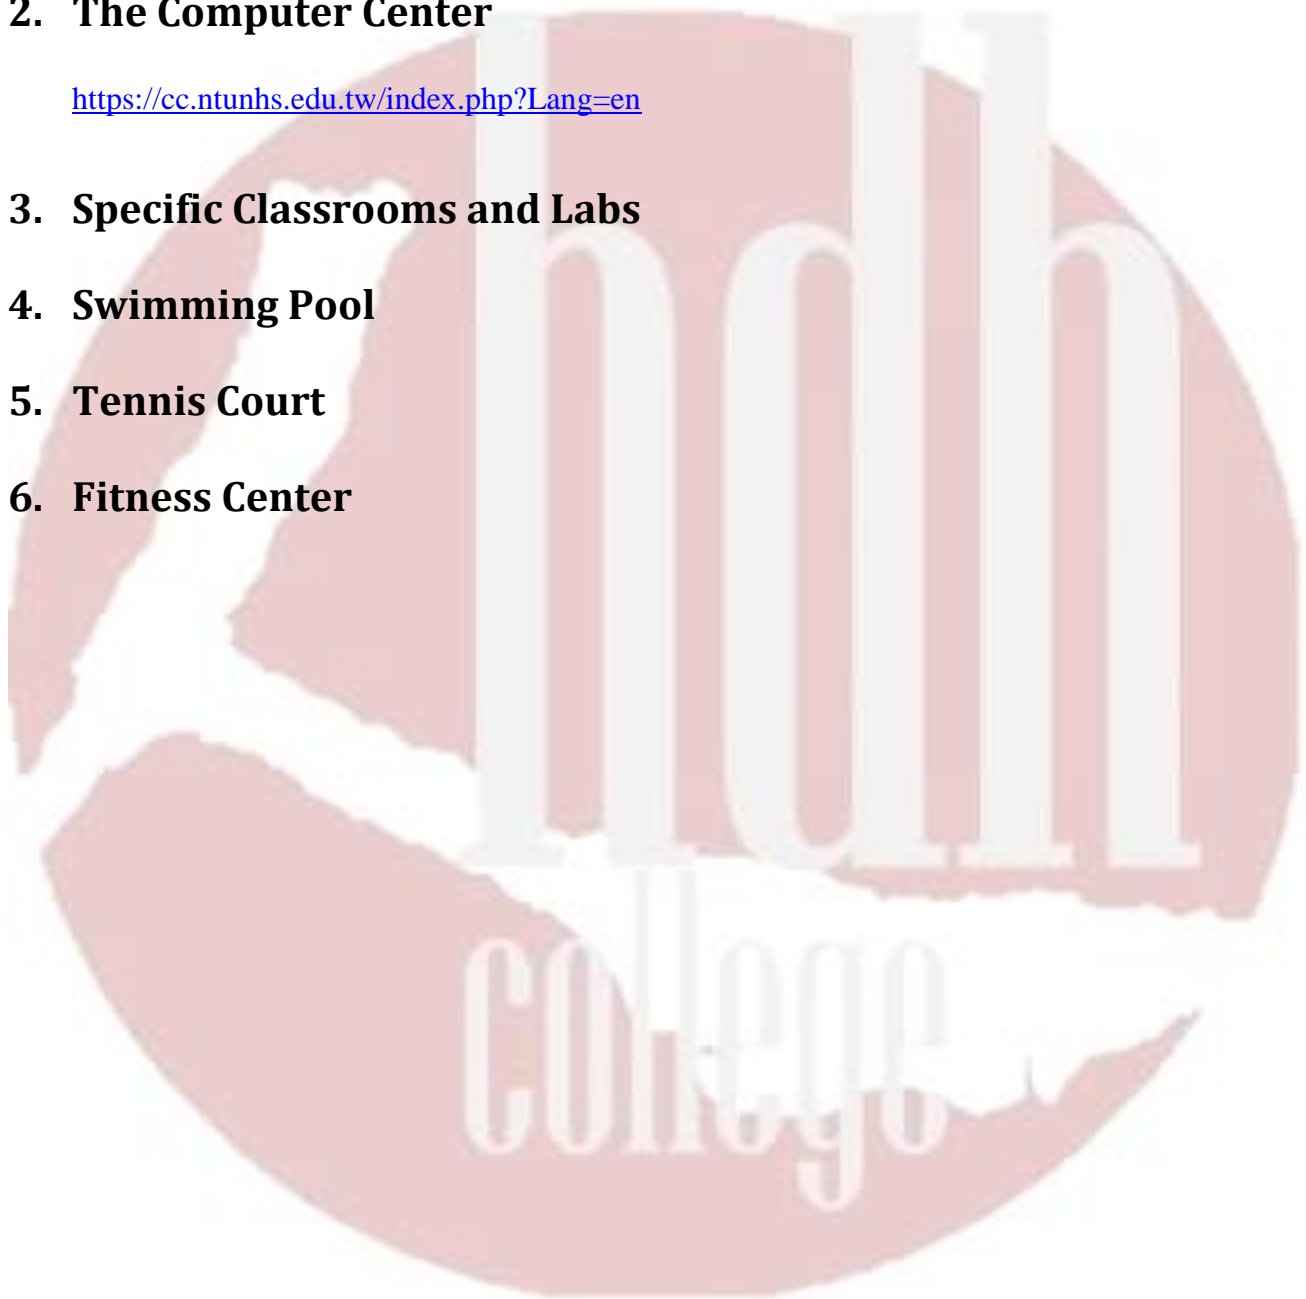 2. The Computer Center
https://cc.ntunhs.edu.tw/index.php?Lang=en
3. Specific Classrooms and Labs
4. Swimming Pool
5. Tennis Court
6. Fitness Center
hdh
college